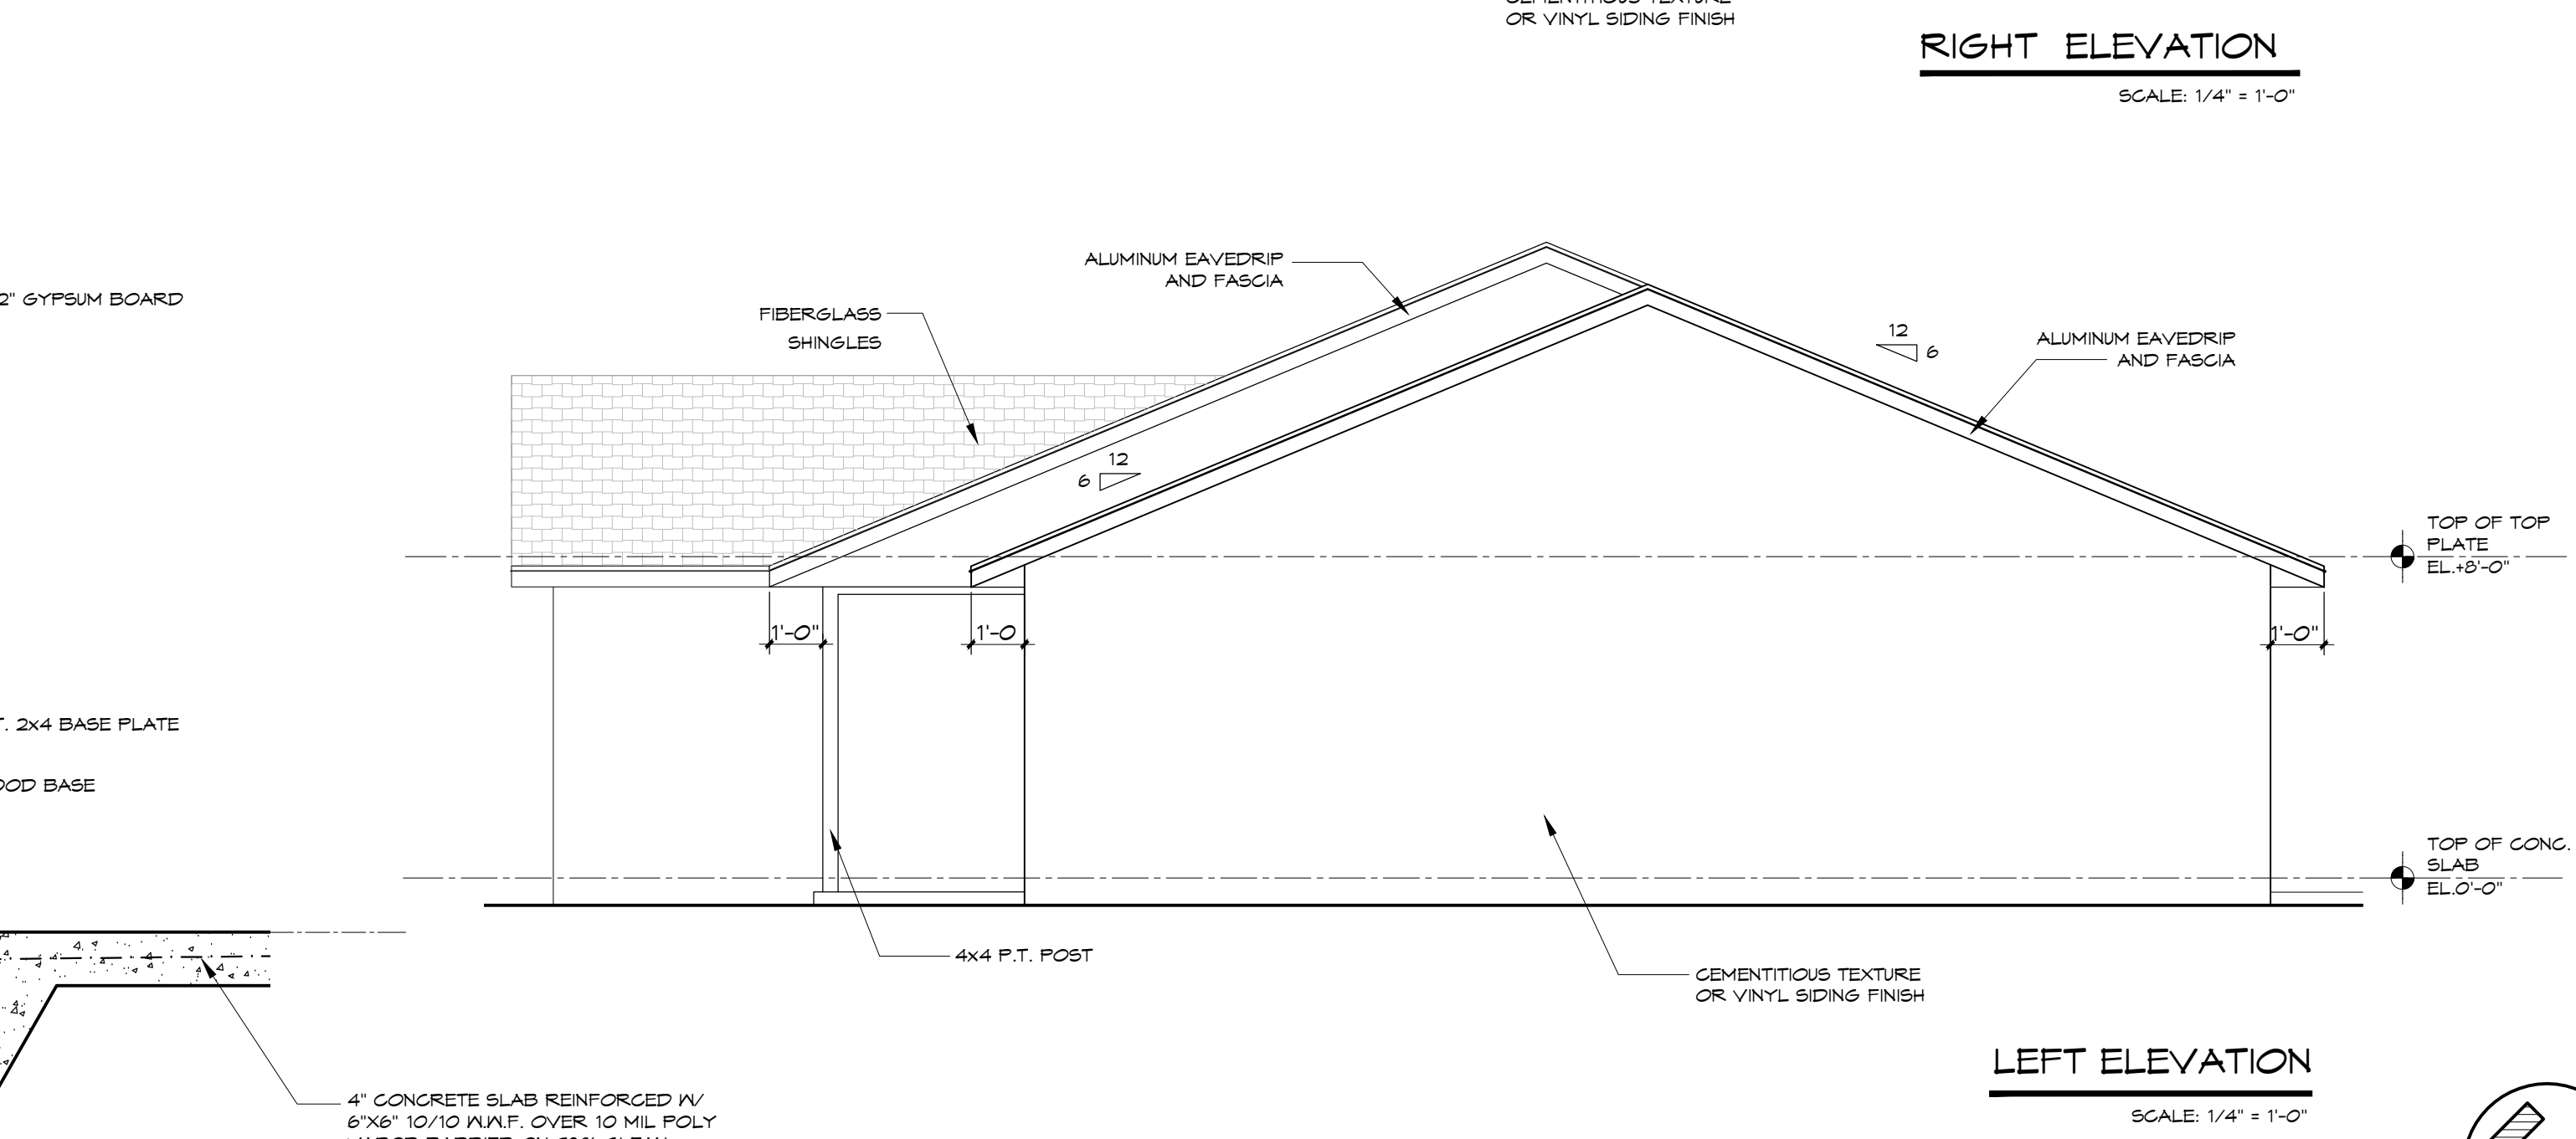 OR VINYL SIDING FINISH
RIGHT ELEVATION
SCALE: 1/4" = 1'-0"
2" GYPSUM BOARD
ALUMINUM EAVEDRIP
AND FASCIA
FIBERGLASS
SHINGLES
12
6
ALUMINUM EAVEDRIP
AND FASCIA
12
6
TOP OF TOP
PLATE
EL.+8'-0"
1'-0"
1'-0
1'-0"
T. 2x4 BASE PLATE
OOD BASE
TOP OF CONC.
SLAB
EL.0'-0"
4x4 P.T. POST
CEMENTITIOUS TEXTURE
OR VINYL SIDING FINISH
LEFT ELEVATION
SCALE: 1/4" = 1'-0"
4" CONCRETE SLAB REINFORCED W/
6"X6" 10/10 W.W.F. OVER 10 MIL POLY